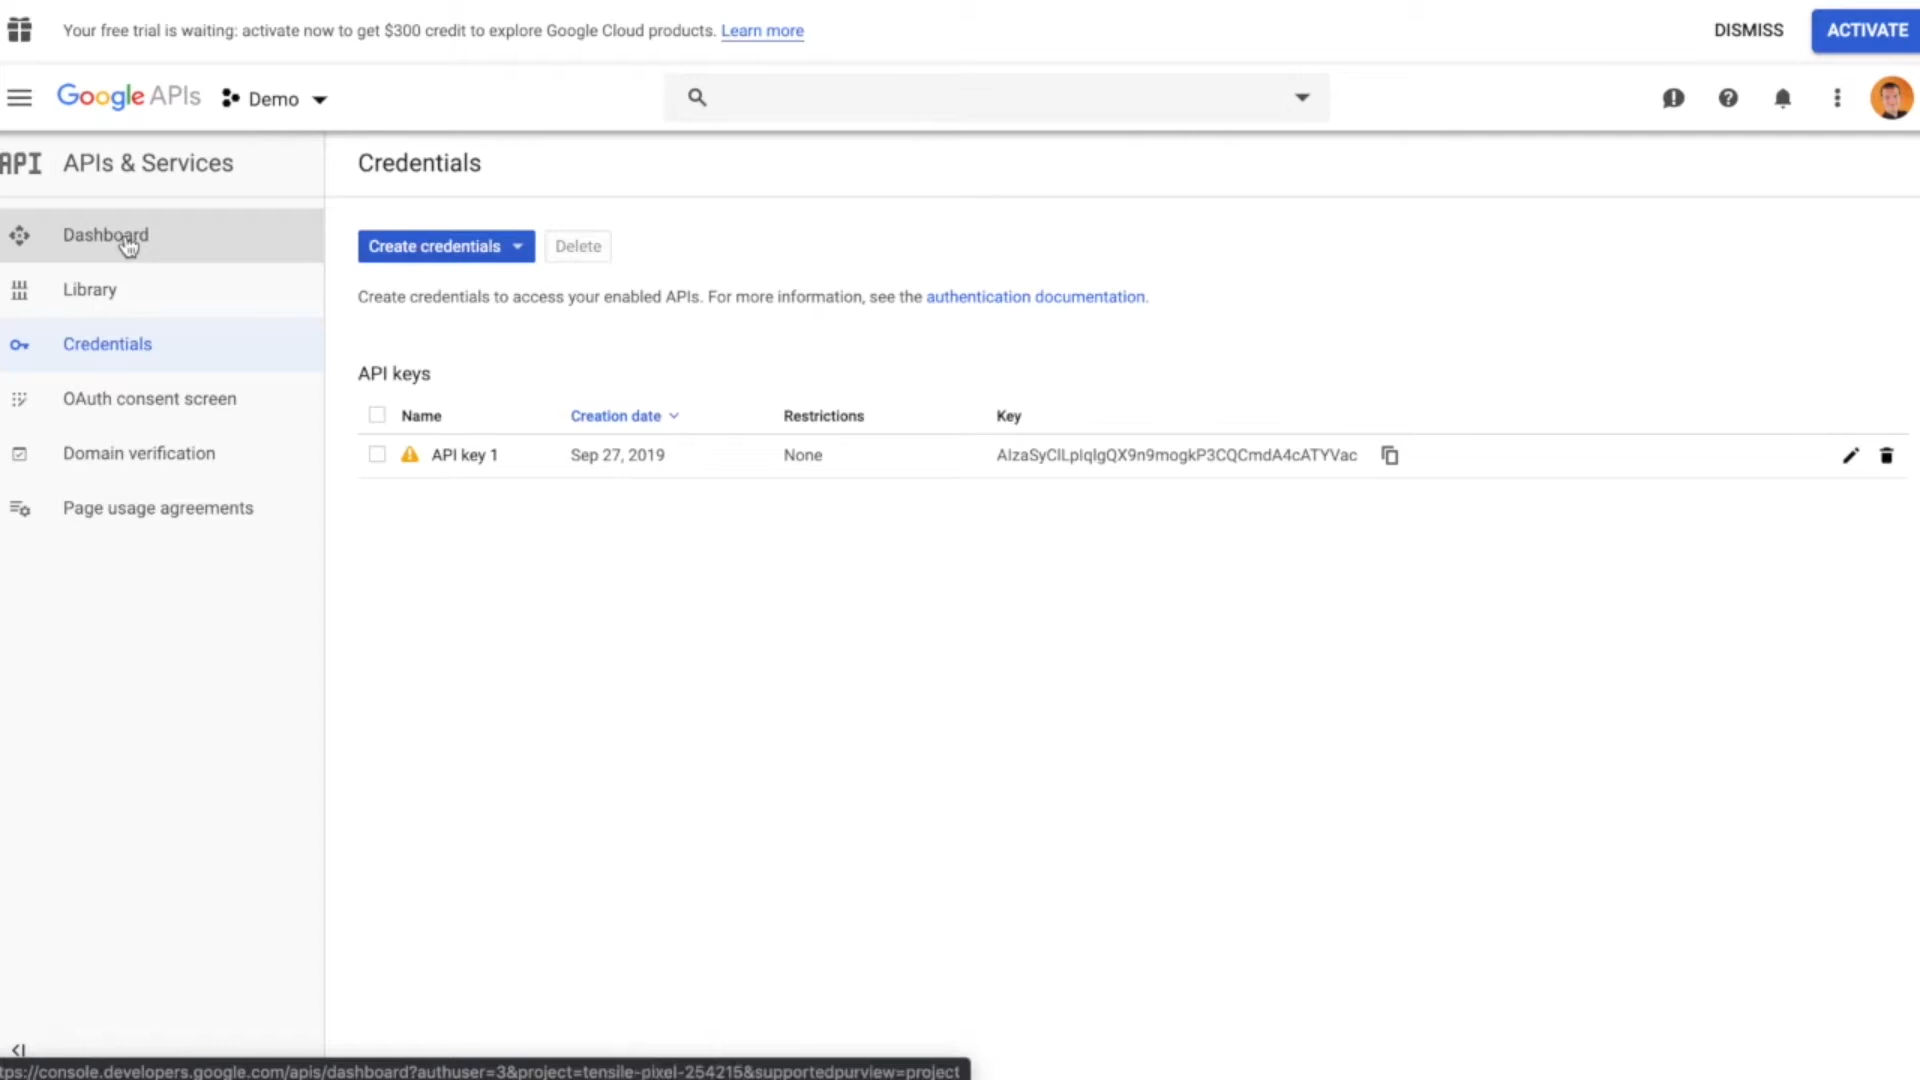 Your free trial is waiting: activate now to get $300 credit to explore Google Cloud products. Learn more
DISMISS
ACTIVATE
Google APIs
Demo
API
APIs & Services
Credentials
Dashboard
Library
Credentials
OAuth consent screen
Domain verification
Page usage agreements
Create credentials
Delete
Create credentials to access your enabled APIs. For more information, see the authentication documentation.
API keys
Name Creation date Restrictions Key
API key 1 Sep 27, 2019 None
tps://console.developers.google.com/apis/dashboard?authuser=3&project=tensile-pixel-254215&supportedpurview=project